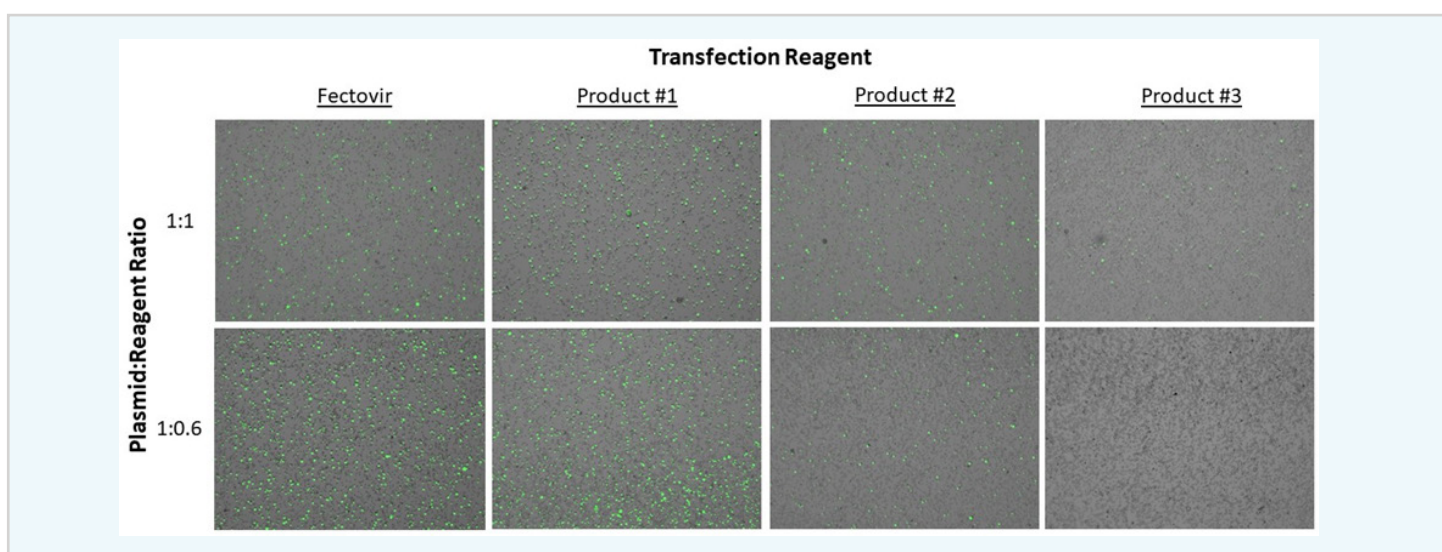 Transfection Reagent
Fectovir Product #1 Product #2 Product #3
Plasmid:Reagent Ratio
1:1
1:0.6